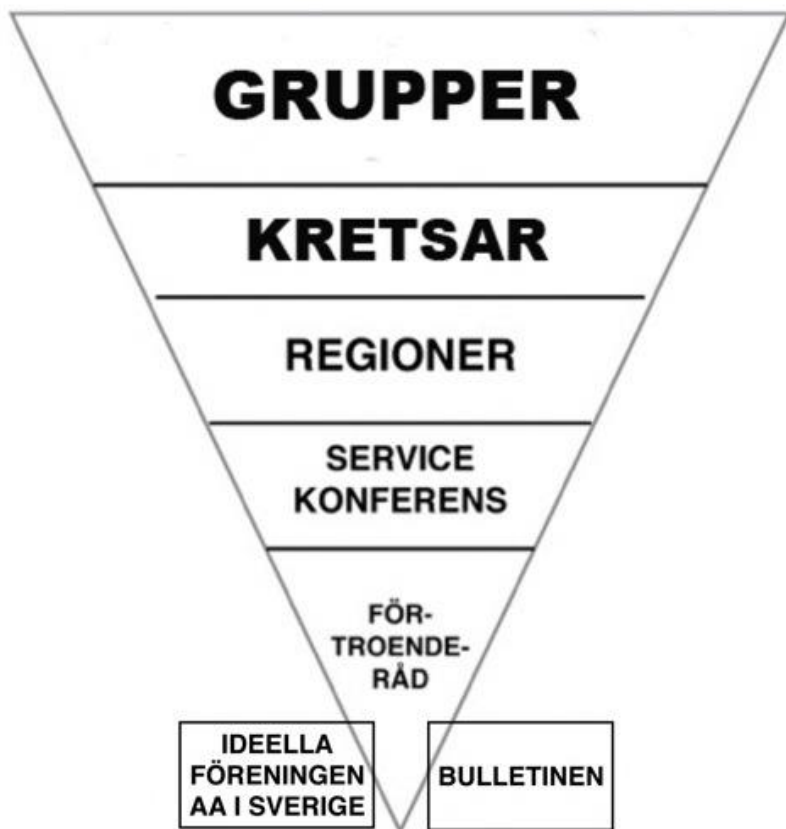 GRUPPER
KRETSAR
REGIONER
SERVICE
KONFERENS
FÖR-
TROENDE-
RÅD
IDEELLA
FÖRENINGEN
AA I SVERIGE
BULLETINEN